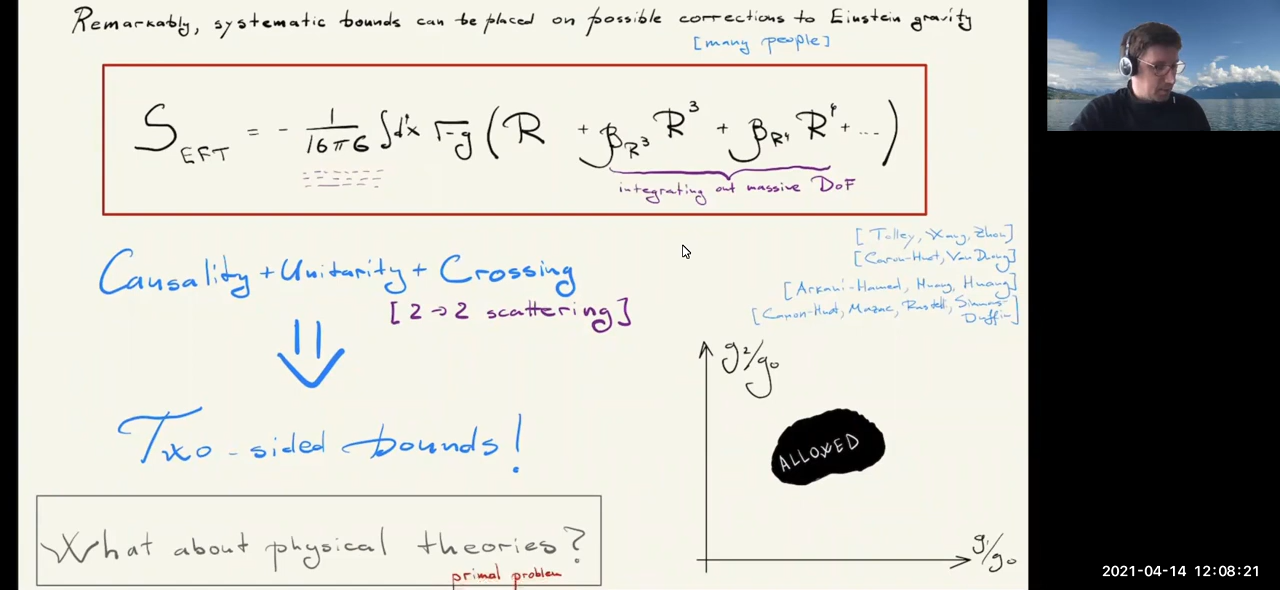 Remarkably, systematic bounds can be placed on possible corrections to Einstein gravity
[many people]
S_EFT = - 1/16πG ∫d⁴x √-g (R + β_R³ R³ + β_R⁴ R⁴ + ...)
integrating out massive DoF
[Tolley, Wang, Zhou]
[Caron-Huot, Van Duong]
[Arkani-Hamed, Huang, Huang]
[Caron-Huot, Mazac, Rastelli, Simmons-
Duffin]
Causality + Unitarity + Crossing
[2→2 scattering]
Two-sided bounds!
g2/g0
ALLOWED
g1/g0
What about physical theories?
primal problem
2021-04-14 12:08:21